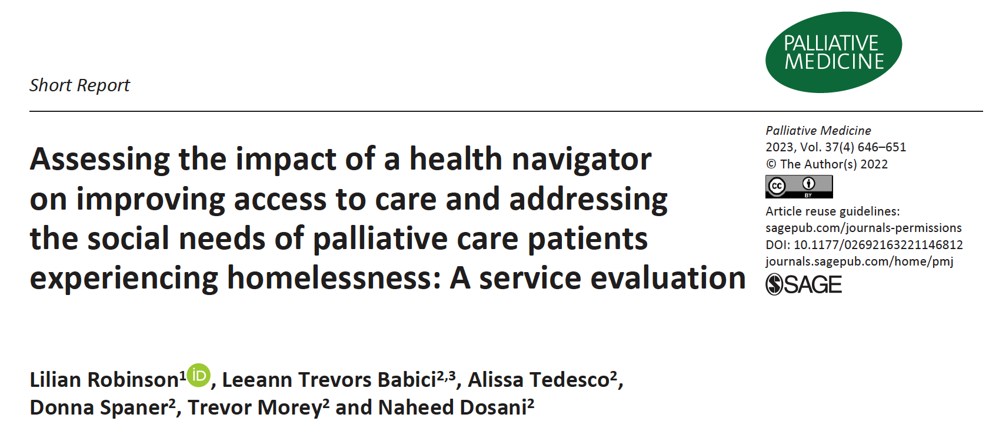 PALLIATIVE
MEDICINE
Short Report
Assessing the impact of a health navigator
on improving access to care and addressing
the social needs of palliative care patients
experiencing homelessness: A service evaluation
Palliative Medicine
2023, Vol. 37(4) 646–651
© The Author(s) 2022
cc
BY
Article reuse guidelines:
sagepub.com/journals-permissions
DOI: 10.1177/02692163221146812
journals.sagepub.com/home/pmj
SAGE
Lilian Robinson1 iD, Leeann Trevors Babici2,3, Alissa Tedesco2,
Donna Spaner2, Trevor Morey2 and Naheed Dosani2